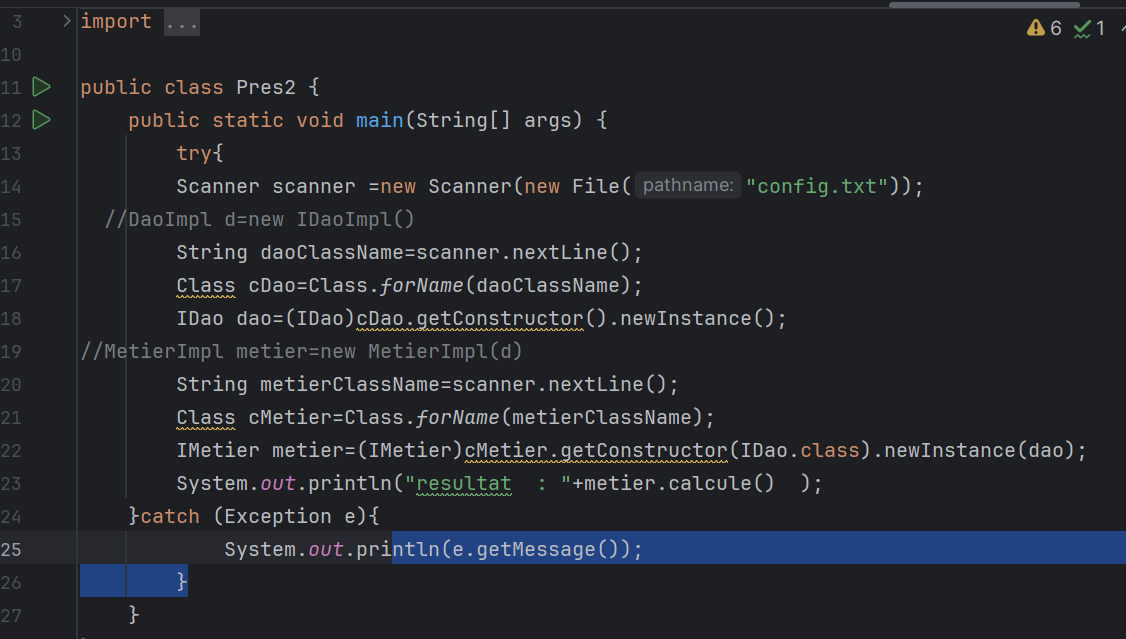 3 import ...
6 1
10
11 public class Pres2 {
12 public static void main(String[] args) {
13 try{
14 Scanner scanner =new Scanner(new File( pathname: "config.txt"));
15 //DaoImpl d=new IDaoImpl()
16 String daoClassName=scanner.nextLine();
17 Class cDao=Class.forName(daoClassName);
18 IDao dao=(IDao)cDao.getConstructor().newInstance();
19 //MetierImpl metier=new MetierImpl(d)
20 String metierClassName=scanner.nextLine();
21 Class cMetier=Class.forName(metierClassName);
22 IMetier metier=(IMetier)cMetier.getConstructor(IDao.class).newInstance(dao);
23 System.out.println("resultat  : "+metier.calcule()  );
24 }catch (Exception e){
25 System.out.println(e.getMessage());
26 }
27 }